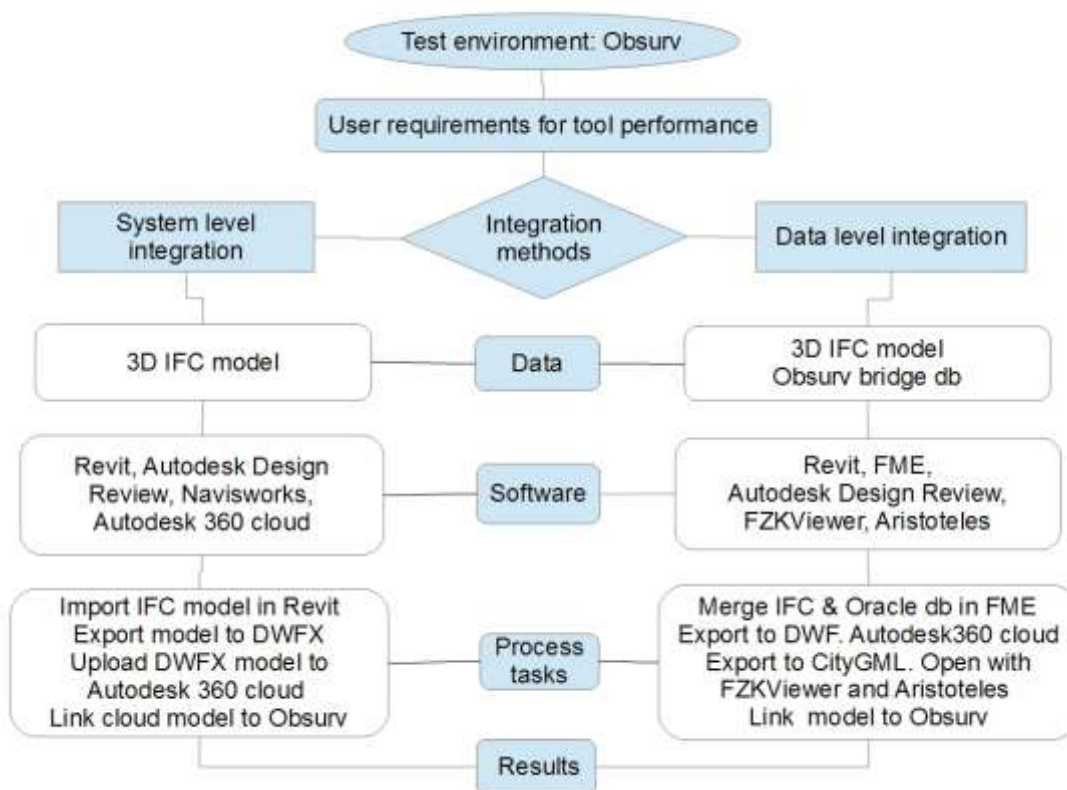 Test environment: Obsurv
User requirements for tool performance
System level
integration
Integration
methods
Data level integration
3D IFC model
Data
3D IFC model
Obsurv bridge db
Revit, Autodesk Design
Review, Navisworks,
Autodesk 360 cloud
Software
Revit, FME,
Autodesk Design Review,
FZKViewer, Aristoteles
Import IFC model in Revit
Export model to DWFX
Upload DWFX model to
Autodesk 360 cloud
Link cloud model to Obsurv
Process
tasks
Merge IFC & Oracle db in FME
Export to DWF. Autodesk360 cloud
Export to CityGML. Open with
FZKViewer and Aristoteles
Link model to Obsurv
Results